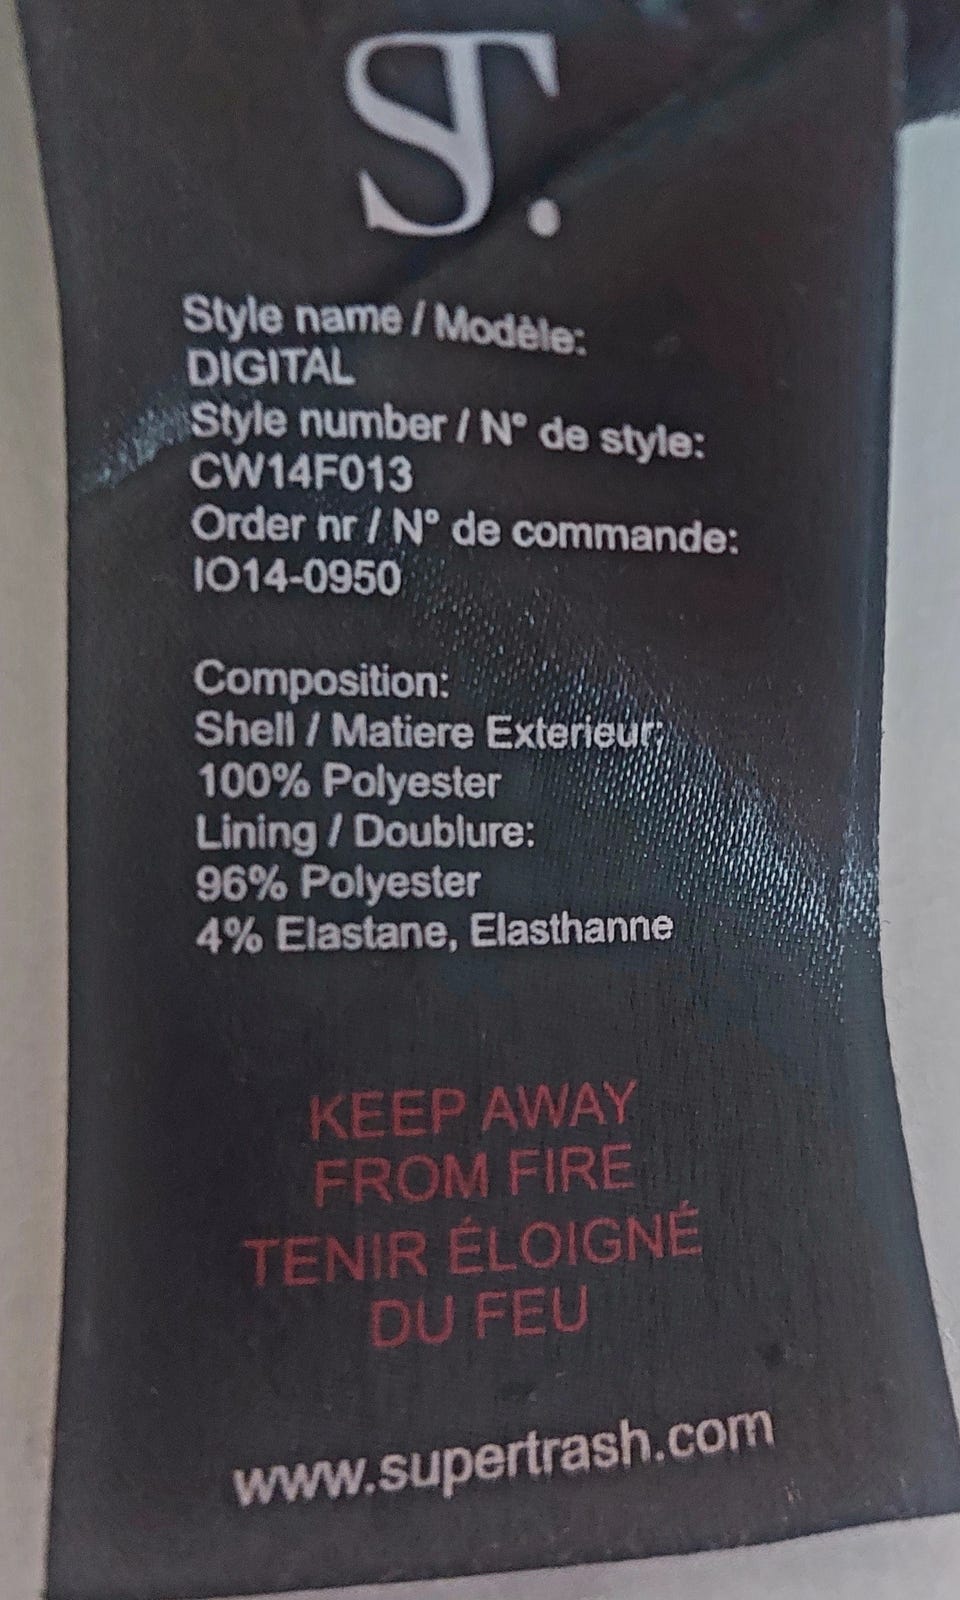 ST.
Style name / Modèle:
DIGITAL
Style number / N° de style:
CW14F013
Order nr / N° de commande:
IO14-0950
Composition:
Shell / Matiere Exterieur;
100% Polyester
Lining / Doublure:
96% Polyester
4% Elastane, Elasthanne
KEEP AWAY
FROM FIRE
TENIR ÉLOIGNÉ
DU FEU
www.supertrash.com